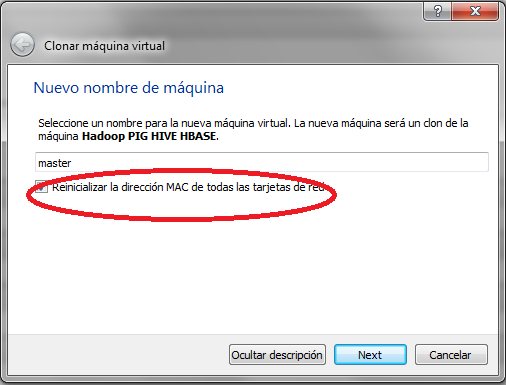 ?
Clonar máquina virtual
Nuevo nombre de máquina
Seleccione un nombre para la nueva máquina virtual. La nueva máquina será un clon de la
máquina Hadoop PIG HIVE HBASE.
master
Reinicializar la dirección MAC de todas las tarjetas de red
Ocultar descripción Next Cancelar